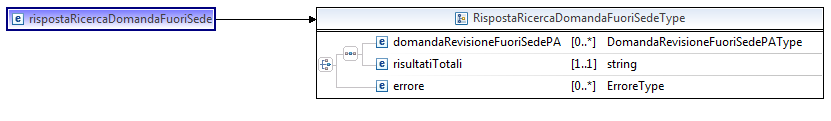 e rispostaRicercaDomandaFuoriSede
RispostaRicercaDomandaFuoriSedeType
e domandaRevisioneFuoriSedePA [0..*] DomandaRevisioneFuoriSedePAType
e risultatiTotali [1..1] string
e errore [0..*] ErroreType